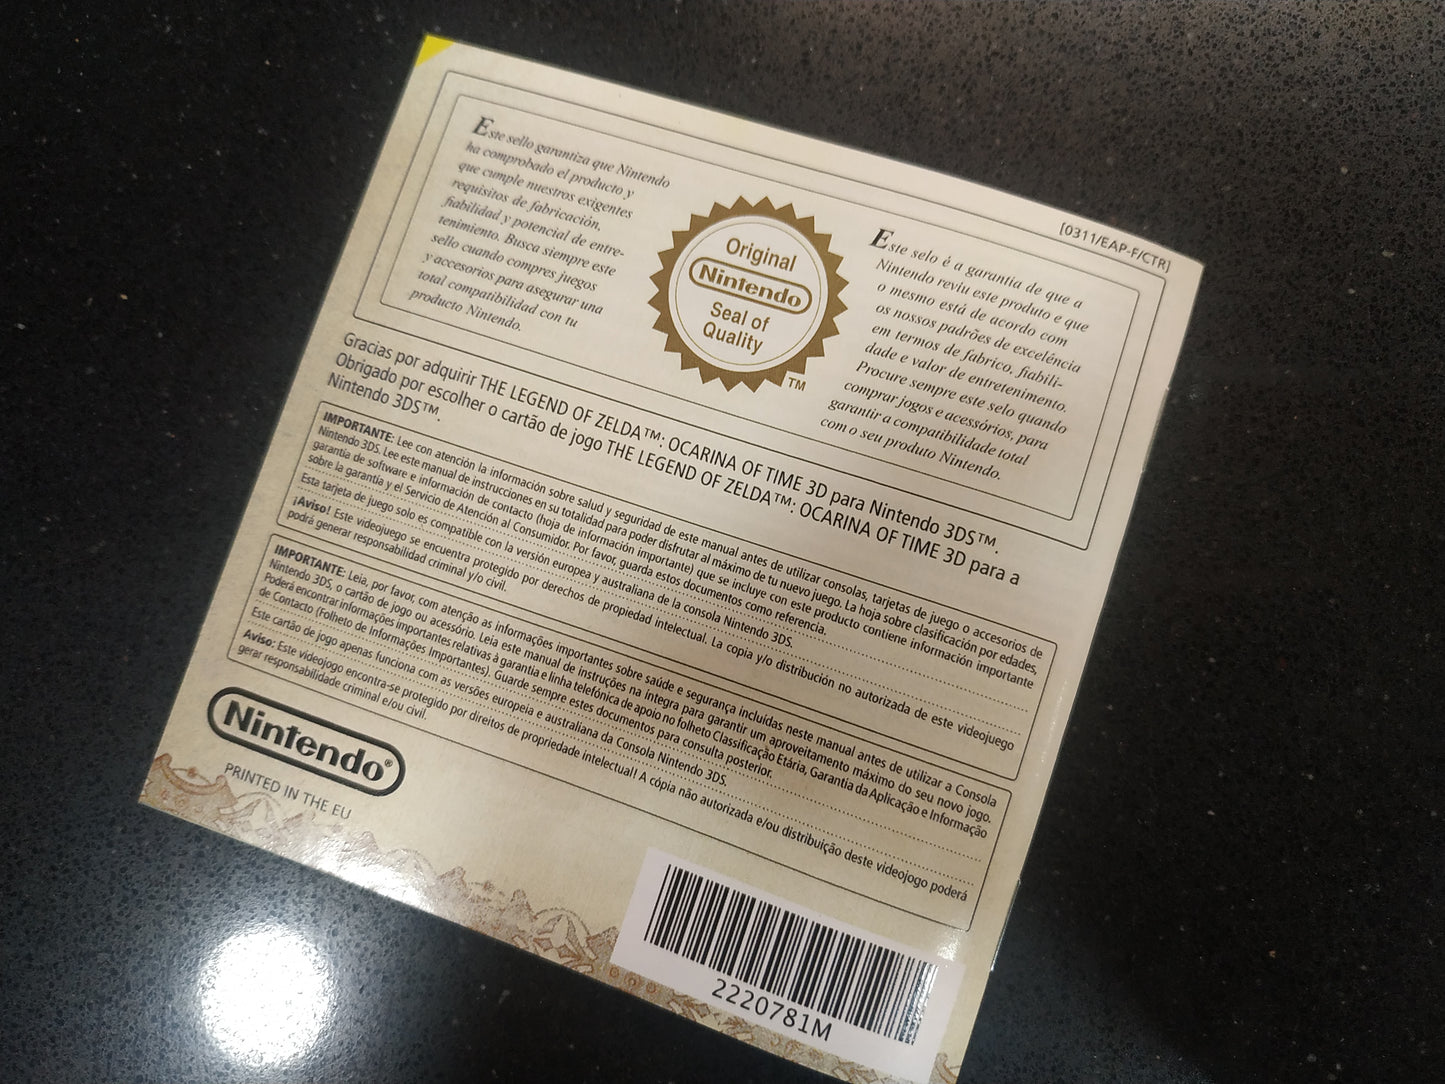 [0311/EAP-F/CTR]
Este sello garantiza que Nintendo
ha comprobado el producto y
que cumple nuestros exigentes
requisitos de fabricación,
fiabilidad y potencial de entre-
tenimiento. Busca siempre este
sello cuando compres juegos
y accesorios para asegurar una
total compatibilidad con tu
producto Nintendo.
Original
Nintendo
Seal of
Quality
TM
Este selo é a garantia de que a
Nintendo reviu este produto e que
o mesmo está de acordo com
os nossos padrões de excelência
em termos de fabrico, fiabili-
dade e valor de entretenimento.
Procure sempre este selo quando
comprar jogos e acessórios, para
garantir a compatibilidade total
com o seu produto Nintendo.
Gracias por adquirir THE LEGEND OF ZELDA™: OCARINA OF TIME 3D para Nintendo 3DS™.
Obrigado por escolher o cartão de jogo THE LEGEND OF ZELDA™: OCARINA OF TIME 3D para a
Nintendo 3DS™.
IMPORTANTE: Lee con atención la información sobre salud y seguridad de este manual antes de utilizar consolas, tarjetas de juego o accesorios de
Nintendo 3DS. Lee este manual de instrucciones en su totalidad para poder disfrutar al máximo de tu nuevo juego. La hoja sobre clasificación por edades,
garantía de software e información de contacto (hoja de información importante) que se incluye con este producto contiene información importante
sobre la garantía y el Servicio de Atención al Consumidor. Por favor, guarda estos documentos como referencia.
Esta tarjeta de juego solo es compatible con la versión europea y australiana de la consola Nintendo 3DS.
¡Aviso! Este videojuego se encuentra protegido por derechos de propiedad intelectual. La copia y/o distribución no autorizada de este videojuego
podrá generar responsabilidad criminal y/o civil.
IMPORTANTE: Leia, por favor, com atenção as informações importantes sobre saúde e segurança incluídas neste manual antes de utilizar a Consola
Nintendo 3DS, o cartão de jogo ou acessório. Leia este manual de instruções na íntegra para garantir um aproveitamento máximo do seu novo jogo.
Poderá encontrar informações importantes relativas à garantia e linha telefónica de apoio no folheto Classificação Etária, Garantia da Aplicação e Informação
de Contacto (Folheto de Informações Importantes). Guarde sempre estes documentos para consulta posterior.
Este cartão de jogo apenas funciona com as versões europeia e australiana da Consola Nintendo 3DS.
Aviso: Este videojogo encontra-se protegido por direitos de propriedade intelectual! A cópia não autorizada e/ou distribuição deste videojogo poderá
gerar responsabilidade criminal e/ou civil.
Nintendo®
PRINTED IN THE EU
2220781M